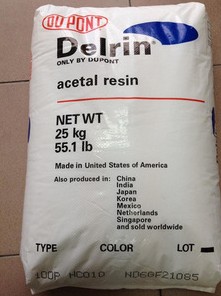 DUPONT
Delrin®
ONLY BY DUPONT
acetal resin
NET WT
25 kg
55.1 lb
Made in United States of America
Also produced in: China
India
Japan
Korea
Mexico
Netherlands
Singapore
and sold worldwide
TYPE COLOR LOT
100P NC010